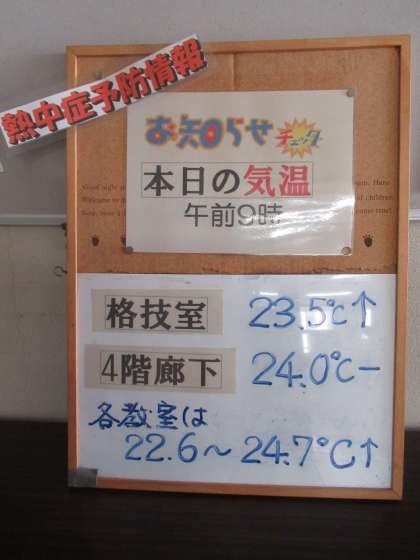 熱中症予防情報
お知らせ
チェック
本日の気温
午前9時
格技室 23.5℃↑
4階廊下 24.0℃−
各教室は
22.6～24.7℃↑